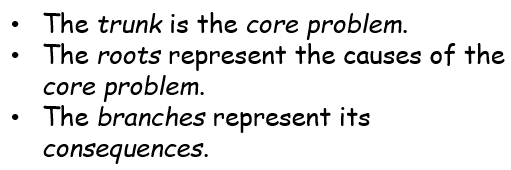 • The trunk is the core problem.
• The roots represent the causes of the
core problem.
• The branches represent its
consequences.